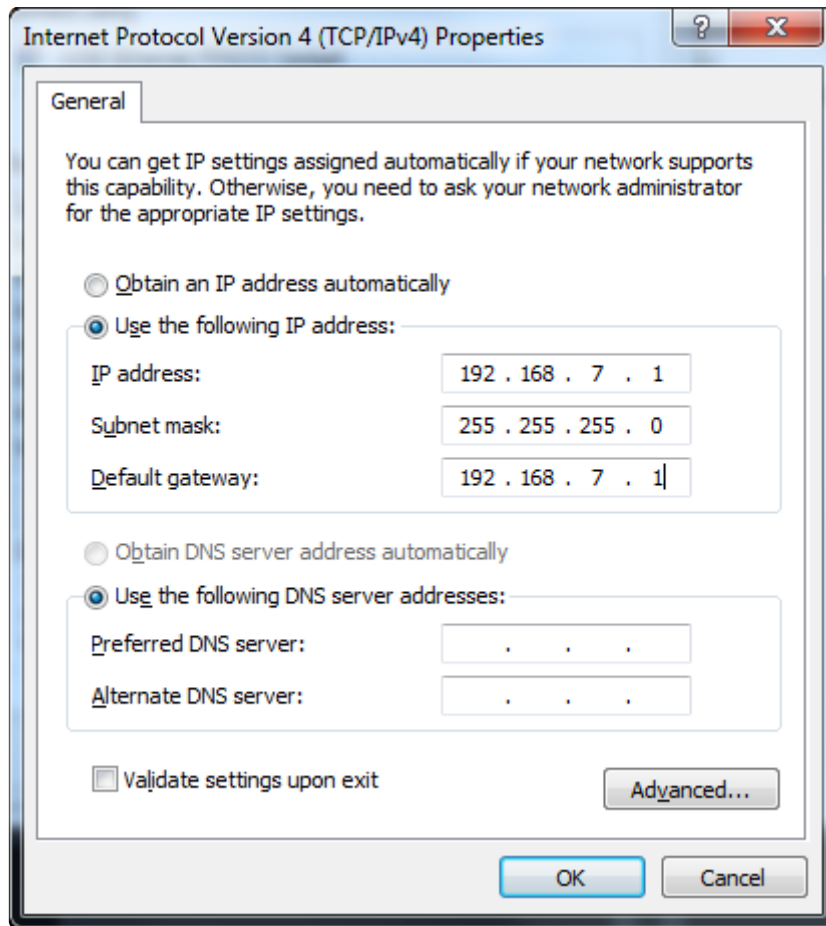 Internet Protocol Version 4 (TCP/IPv4) Properties
?
X
General
You can get IP settings assigned automatically if your network supports
this capability. Otherwise, you need to ask your network administrator
for the appropriate IP settings.
Obtain an IP address automatically
Use the following IP address:
IP address: 192 . 168 . 7 . 1
Subnet mask: 255 . 255 . 255 . 0
Default gateway: 192 . 168 . 7 . 1
Obtain DNS server address automatically
Use the following DNS server addresses:
Preferred DNS server: . . .
Alternate DNS server: . . .
Validate settings upon exit
Advanced...
OK Cancel